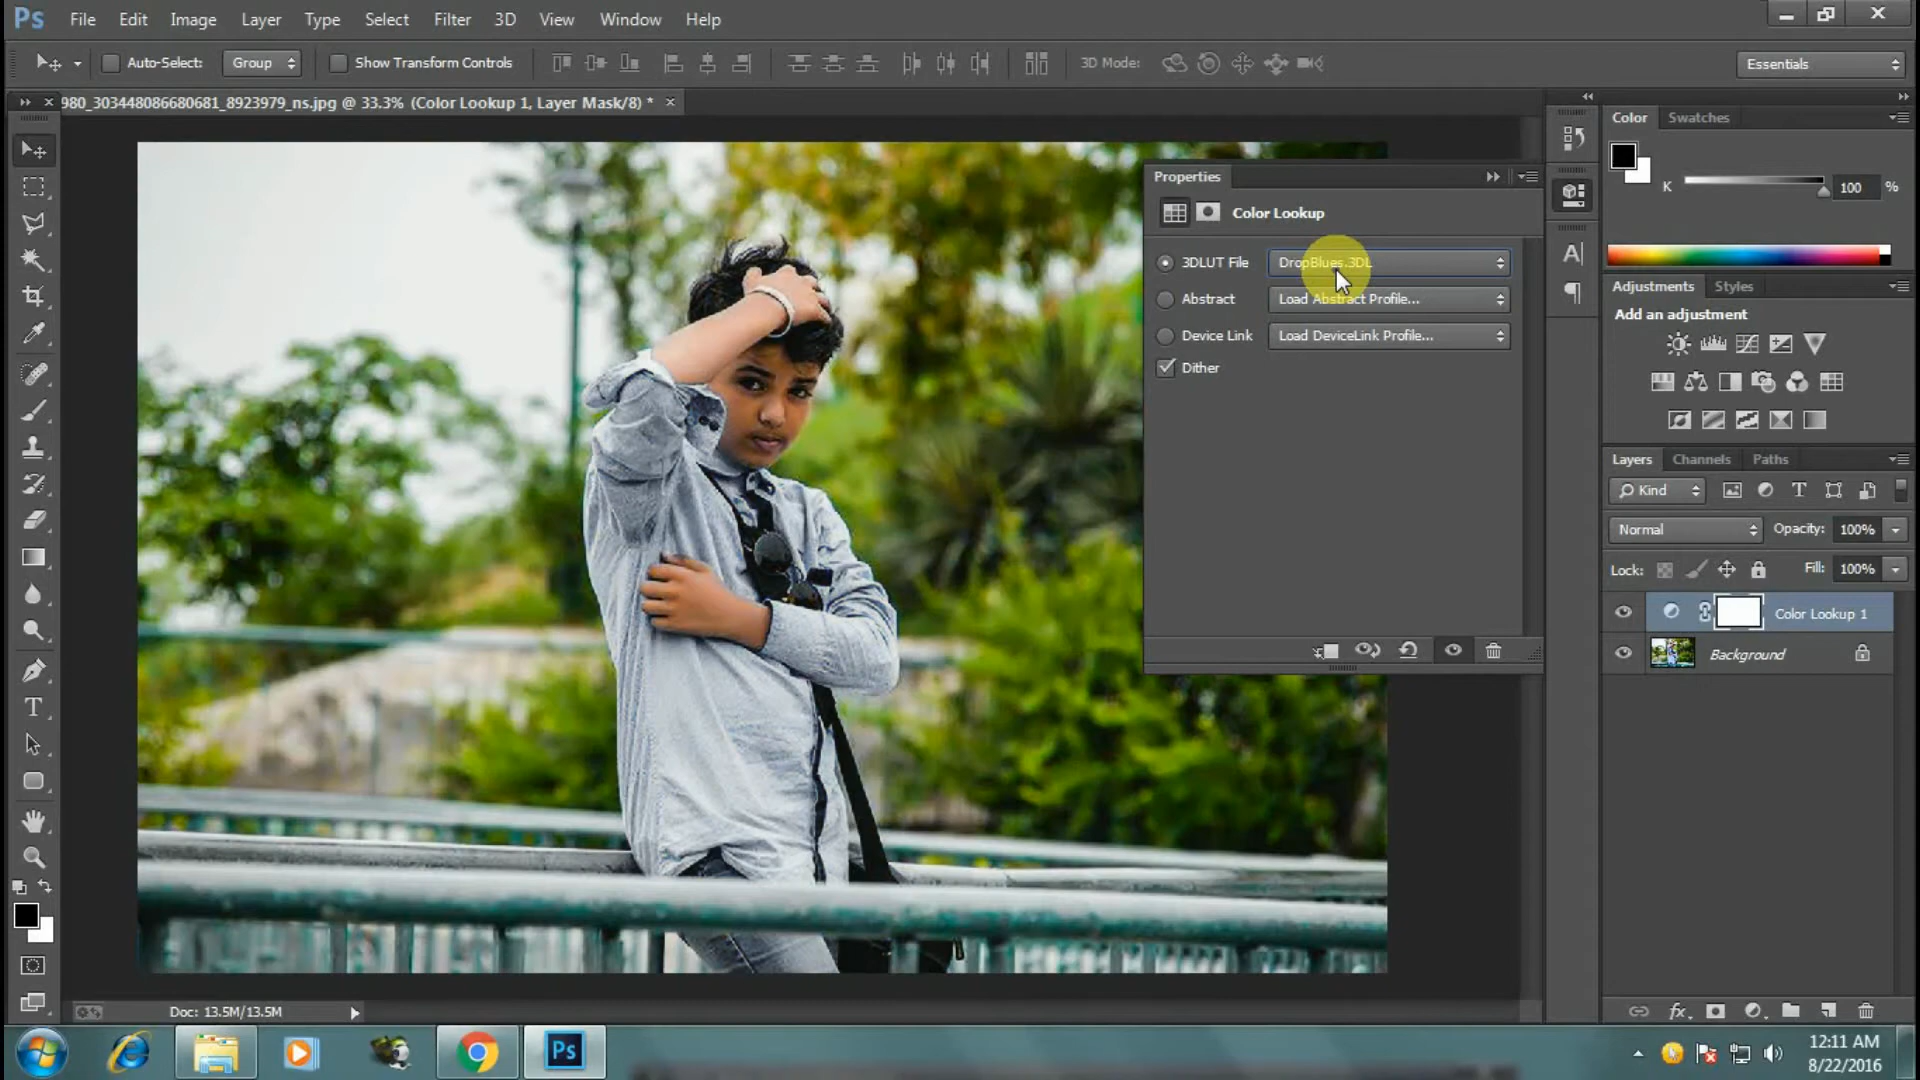 Ps File Edit Image Layer Type Select Filter 3D View Window Help
Auto-Select: Group Show Transform Controls 3D Mode: Essentials
980_303448086680681_8923979_ns.jpg @ 33.3% (Color Lookup 1, Layer Mask/8) *
Color Swatches
K 100 %
Properties
Color Lookup
3DLUT File DropBlues.3DL
Abstract Load Abstract Profile...
Device Link Load DeviceLink Profile...
Dither
Adjustments Styles
Add an adjustment
Layers Channels Paths
Kind
Normal Opacity: 100%
Lock: Fill: 100%
Color Lookup 1
Background
Doc: 13.5M/13.5M
Ps
12:11 AM
8/22/2016